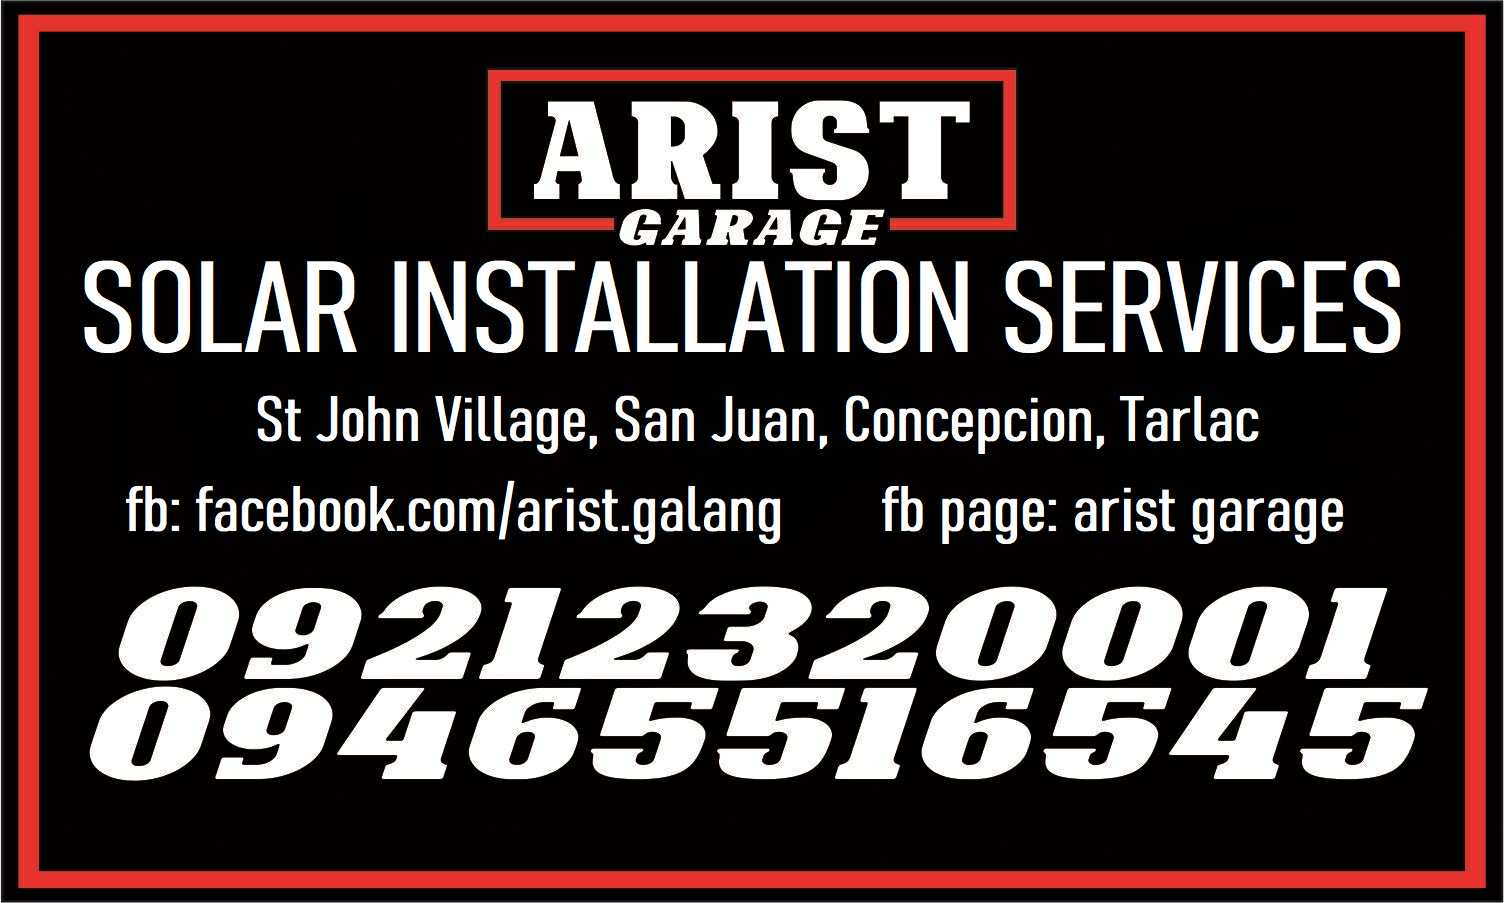 ARIST
GARAGE
SOLAR INSTALLATION SERVICES
St John Village, San Juan, Concepcion, Tarlac
fb: facebook.com/arist.galang fb page: arist garage
09212320001
09465516545